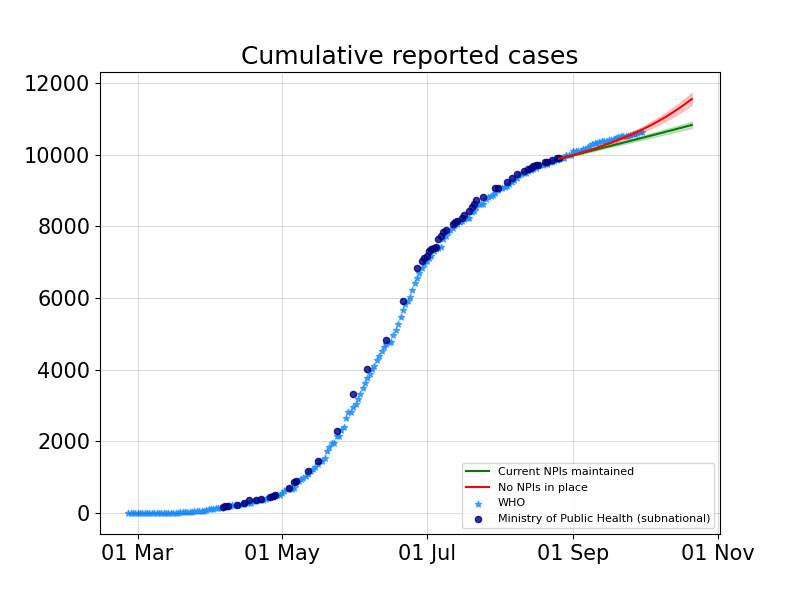 Cumulative reported cases
12000
10000
8000
6000
4000
2000
0
01 Mar 01 May 01 Jul 01 Sep 01 Nov
Current NPIs maintained
No NPIs in place
WHO
Ministry of Public Health (subnational)